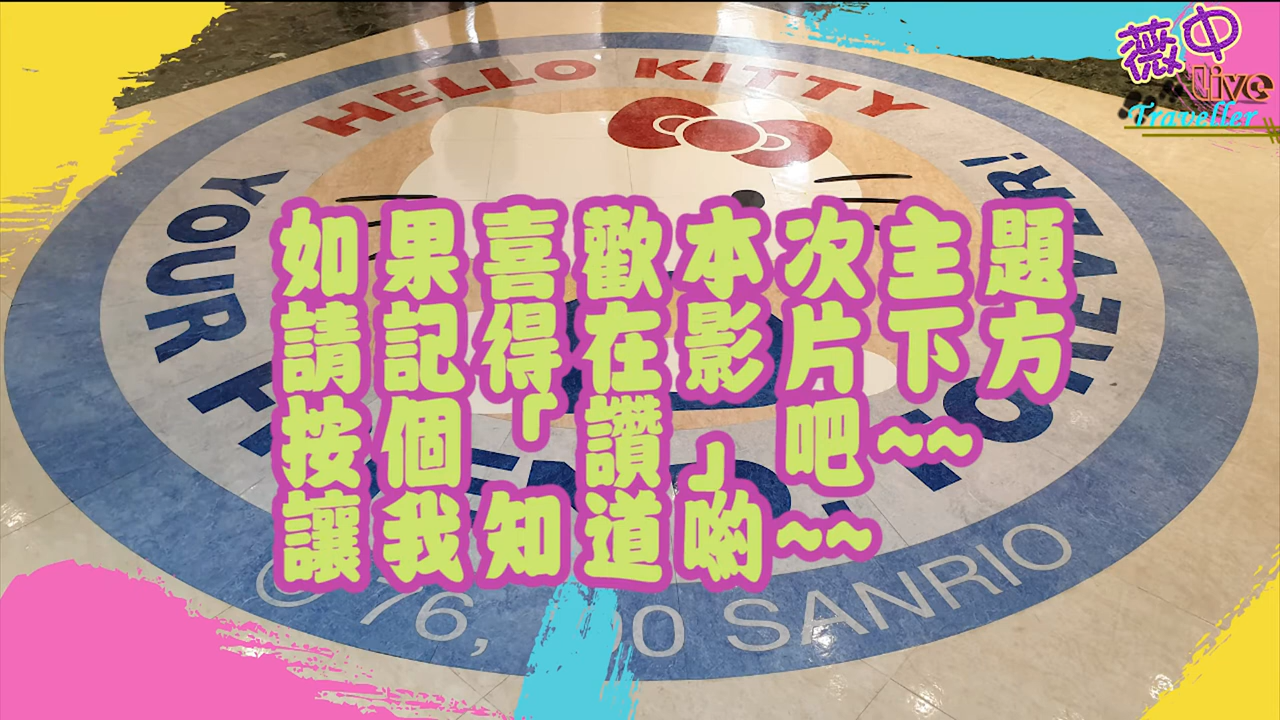 薇中
Live
Traveller
HELLO KITTY
YOUR
FOREVER!
如果喜歡本次主題
請記得在影片下方
按個「讚」吧~~
讓我知道喲~~
SANRIO